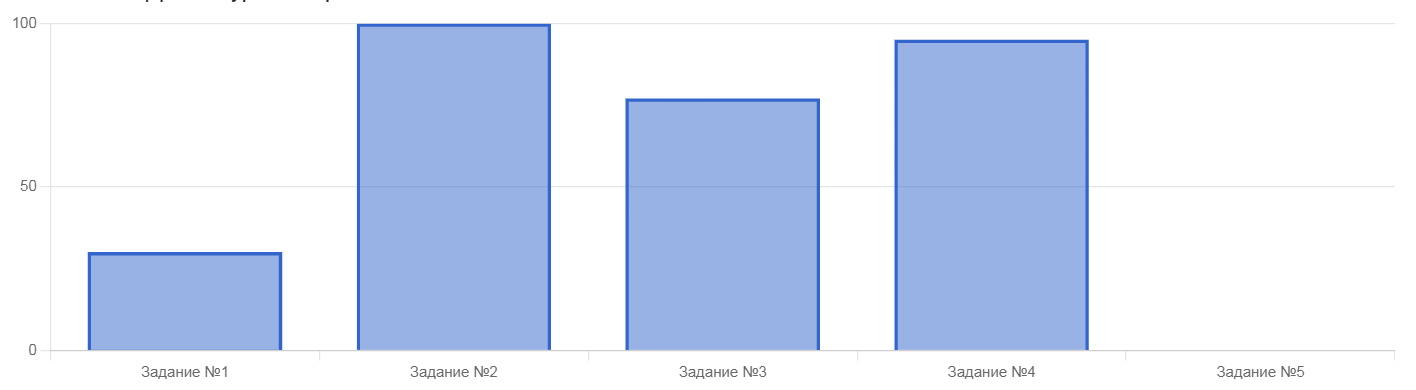 100
50
0
Задание №1
Задание №2
Задание №3
Задание №4
Задание №5